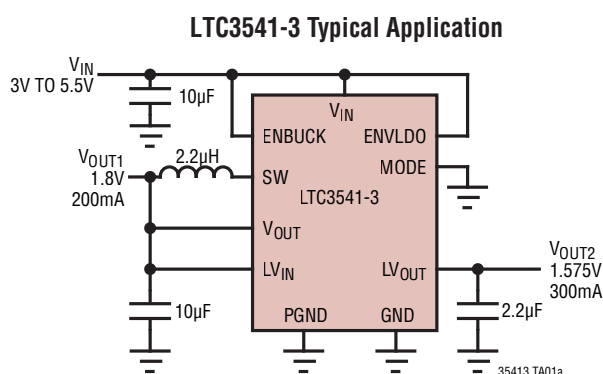 LTC3541-3 Typical Application
VIN
3V TO 5.5V
10µF
VIN
ENBUCK
ENVLDO
VOUT1
1.8V
200mA
2.2µH
SW
MODE
LTC3541-3
VOUT
LVIN
LVOUT
VOUT2
1.575V
300mA
10µF
PGND
GND
2.2µF
35413 TA01a